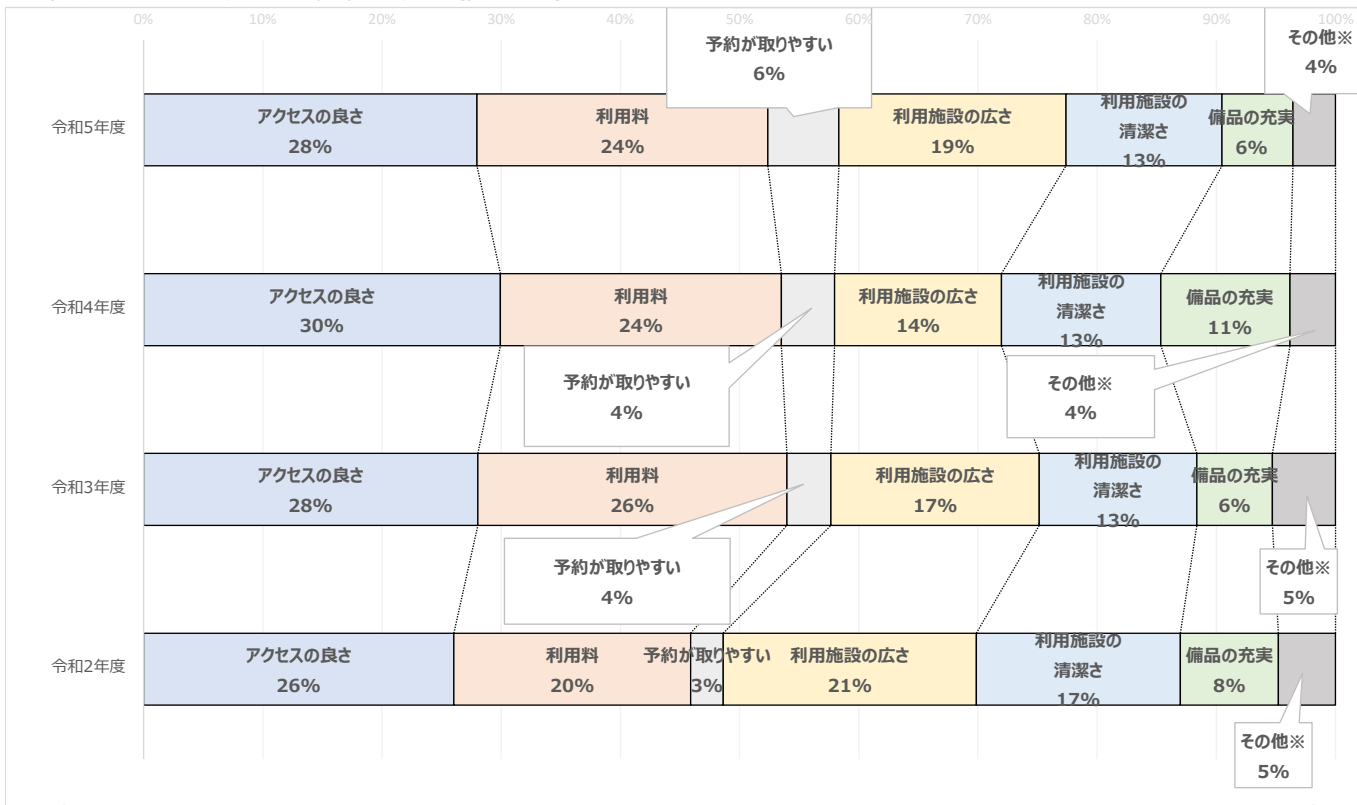 0% 10% 20% 30% 40% 50% 60% 70% 80% 90% 100%
予約が取りやすい
6%
その他※
4%
令和5年度
アクセスの良さ
28%
利用料
24%
利用施設の広さ
19%
利用施設の
清潔さ
13%
備品の充実
6%
令和4年度
アクセスの良さ
30%
利用料
24%
利用施設の広さ
14%
利用施設の
清潔さ
13%
備品の充実
11%
予約が取りやすい
4%
その他※
4%
令和3年度
アクセスの良さ
28%
利用料
26%
利用施設の広さ
17%
利用施設の
清潔さ
13%
備品の充実
6%
予約が取りやすい
4%
その他※
5%
令和2年度
アクセスの良さ
26%
利用料
20%
予約が取りやすい
3%
利用施設の広さ
21%
利用施設の
清潔さ
17%
備品の充実
8%
その他※
5%